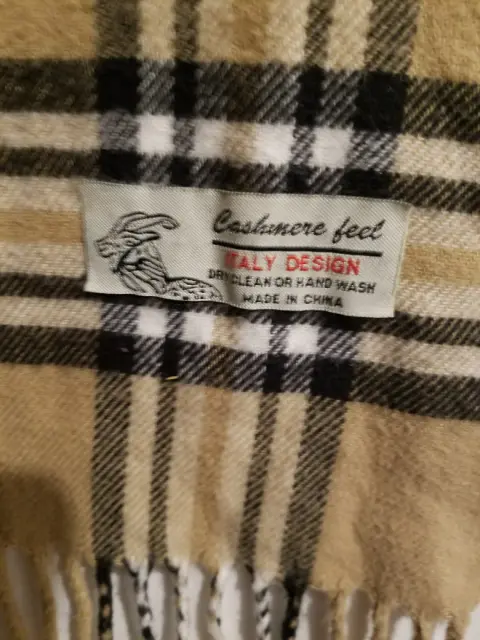 Cashmere feel
ITALY DESIGN
DRY CLEAN OR HAND WASH
MADE IN CHINA